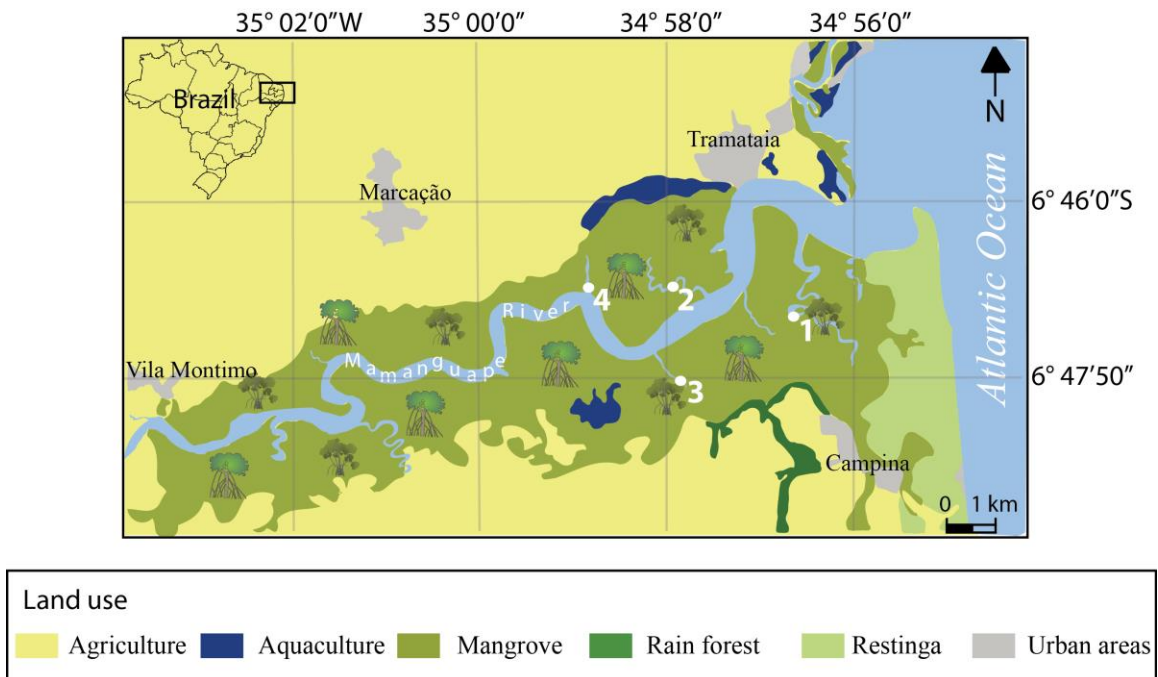 35° 02’0”W 35° 00’0” 34° 58’0” 34° 56’0”
Brazil
N
Tramataia
Marcação
6° 46’0”S
Atlantic Ocean
4
2
1
3
Mamanguape River
Vila Montimo
6° 47’50”
Campina
0 1 km
Land use
Agriculture Aquaculture Mangrove Rain forest Restinga Urban areas